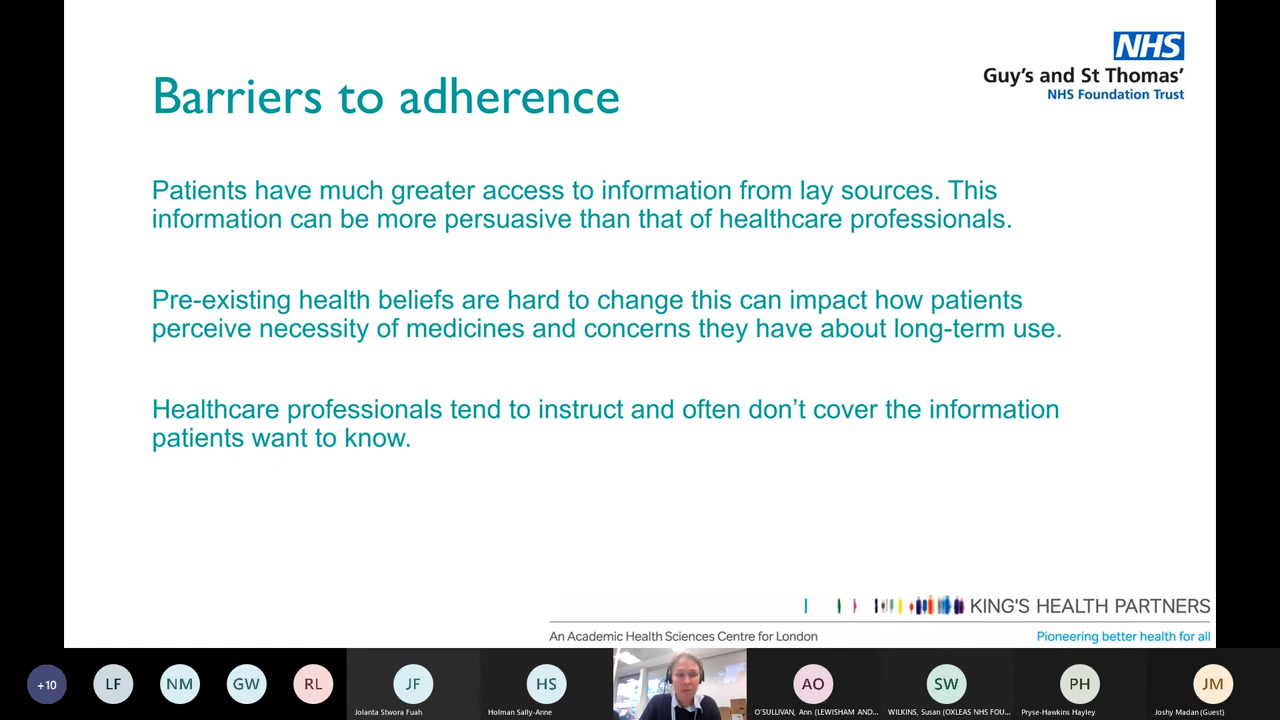 NHS
Guy's and St Thomas'
NHS Foundation Trust
Barriers to adherence
Patients have much greater access to information from lay sources. This
information can be more persuasive than that of healthcare professionals.
Pre-existing health beliefs are hard to change this can impact how patients
perceive necessity of medicines and concerns they have about long-term use.
Healthcare professionals tend to instruct and often don’t cover the information
patients want to know.
KING'S HEALTH PARTNERS
An Academic Health Sciences Centre for London
Pioneering better health for all
+10
LF
NM
GW
RL
JF
Jolanta Stwora Fuah
HS
Holman Sally-Anne
AO
O'SULLIVAN, Ann (LEWISHAM AND...
SW
WILKINS, Susan (OXLEAS NHS FOU...
PH
Pryse-Hawkins Hayley
JM
Joshy Madan (Guest)